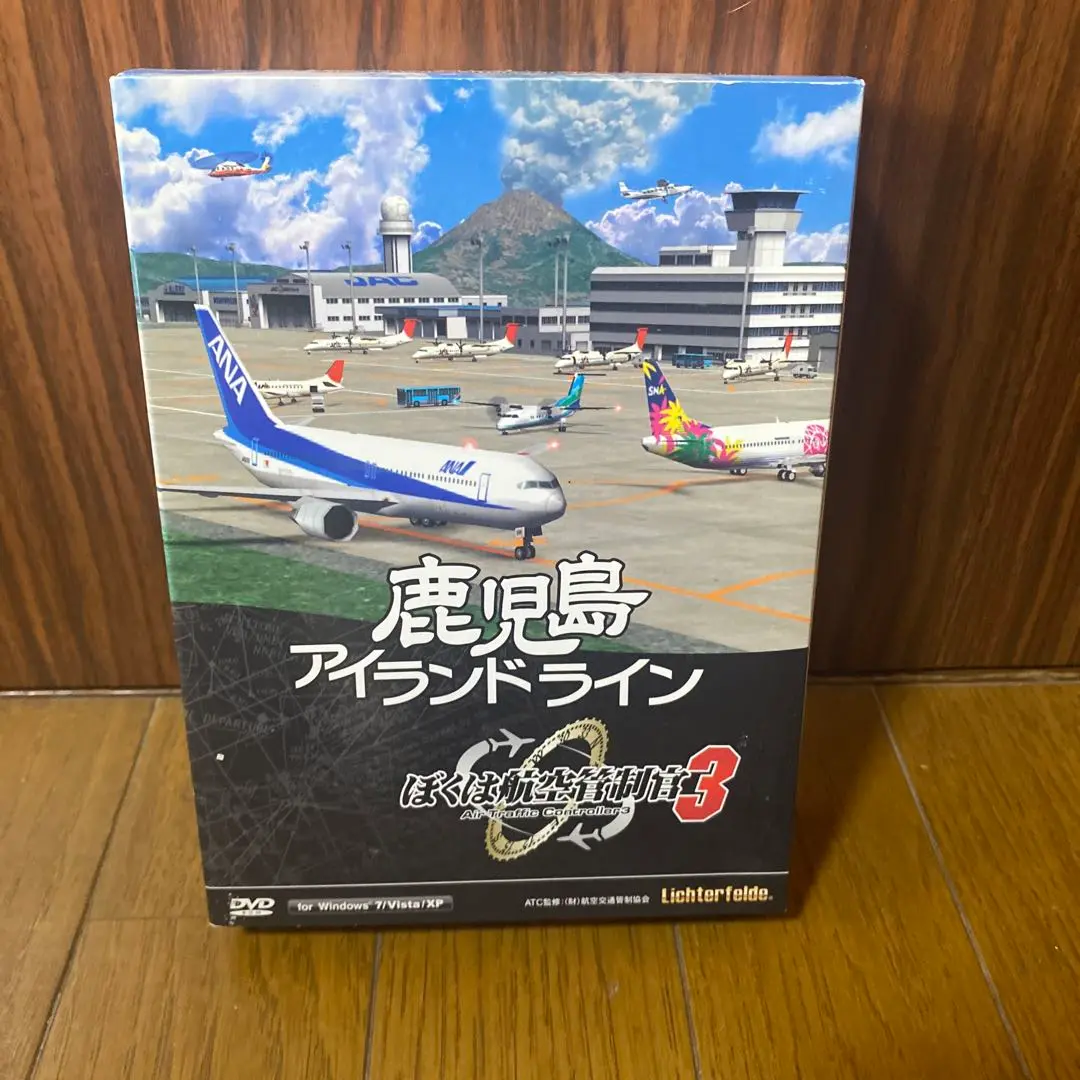 JAC
ANA
SNA
ANA
鹿児島
アイランドライン
DEPARTURE
ぼくは航空管制官3
Air Traffic Controller3
DVD
for Windows 7/Vista/XP
ATC監修:(財)航空交通管制協会
Lichterfelde